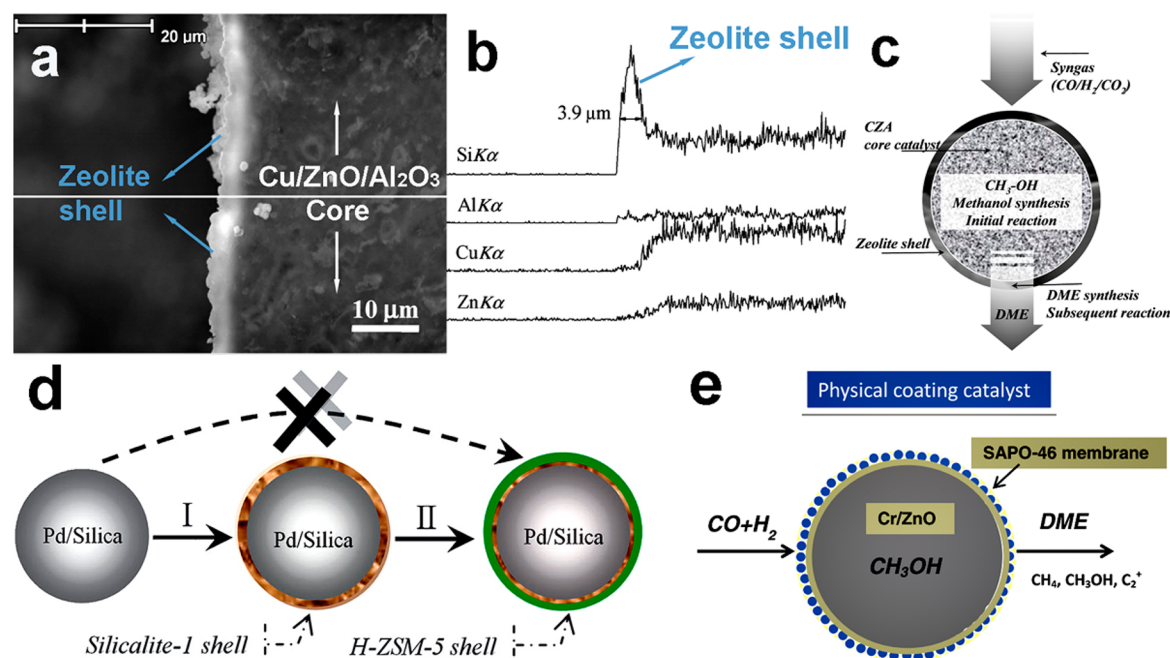 20 µm
a
Zeolite
shell
Cu/ZnO/Al₂O₃
Core
10 µm
b
Zeolite shell
3.9 µm
SiKα
AlKα
CuKα
ZnKα
c
Syngas
(CO/H₂/CO₂)
CZA
core catalyst
CH₃-OH
Methanol synthesis
Initial reaction
Zeolite shell
DME synthesis
Subsequent reaction
DME
d
Pd/Silica
I
Pd/Silica
II
Pd/Silica
Silicalite-1 shell
H-ZSM-5 shell
e
Physical coating catalyst
SAPO-46 membrane
Cr/ZnO
CO+H₂
CH₃OH
DME
CH₄, CH₃OH, C₂⁺